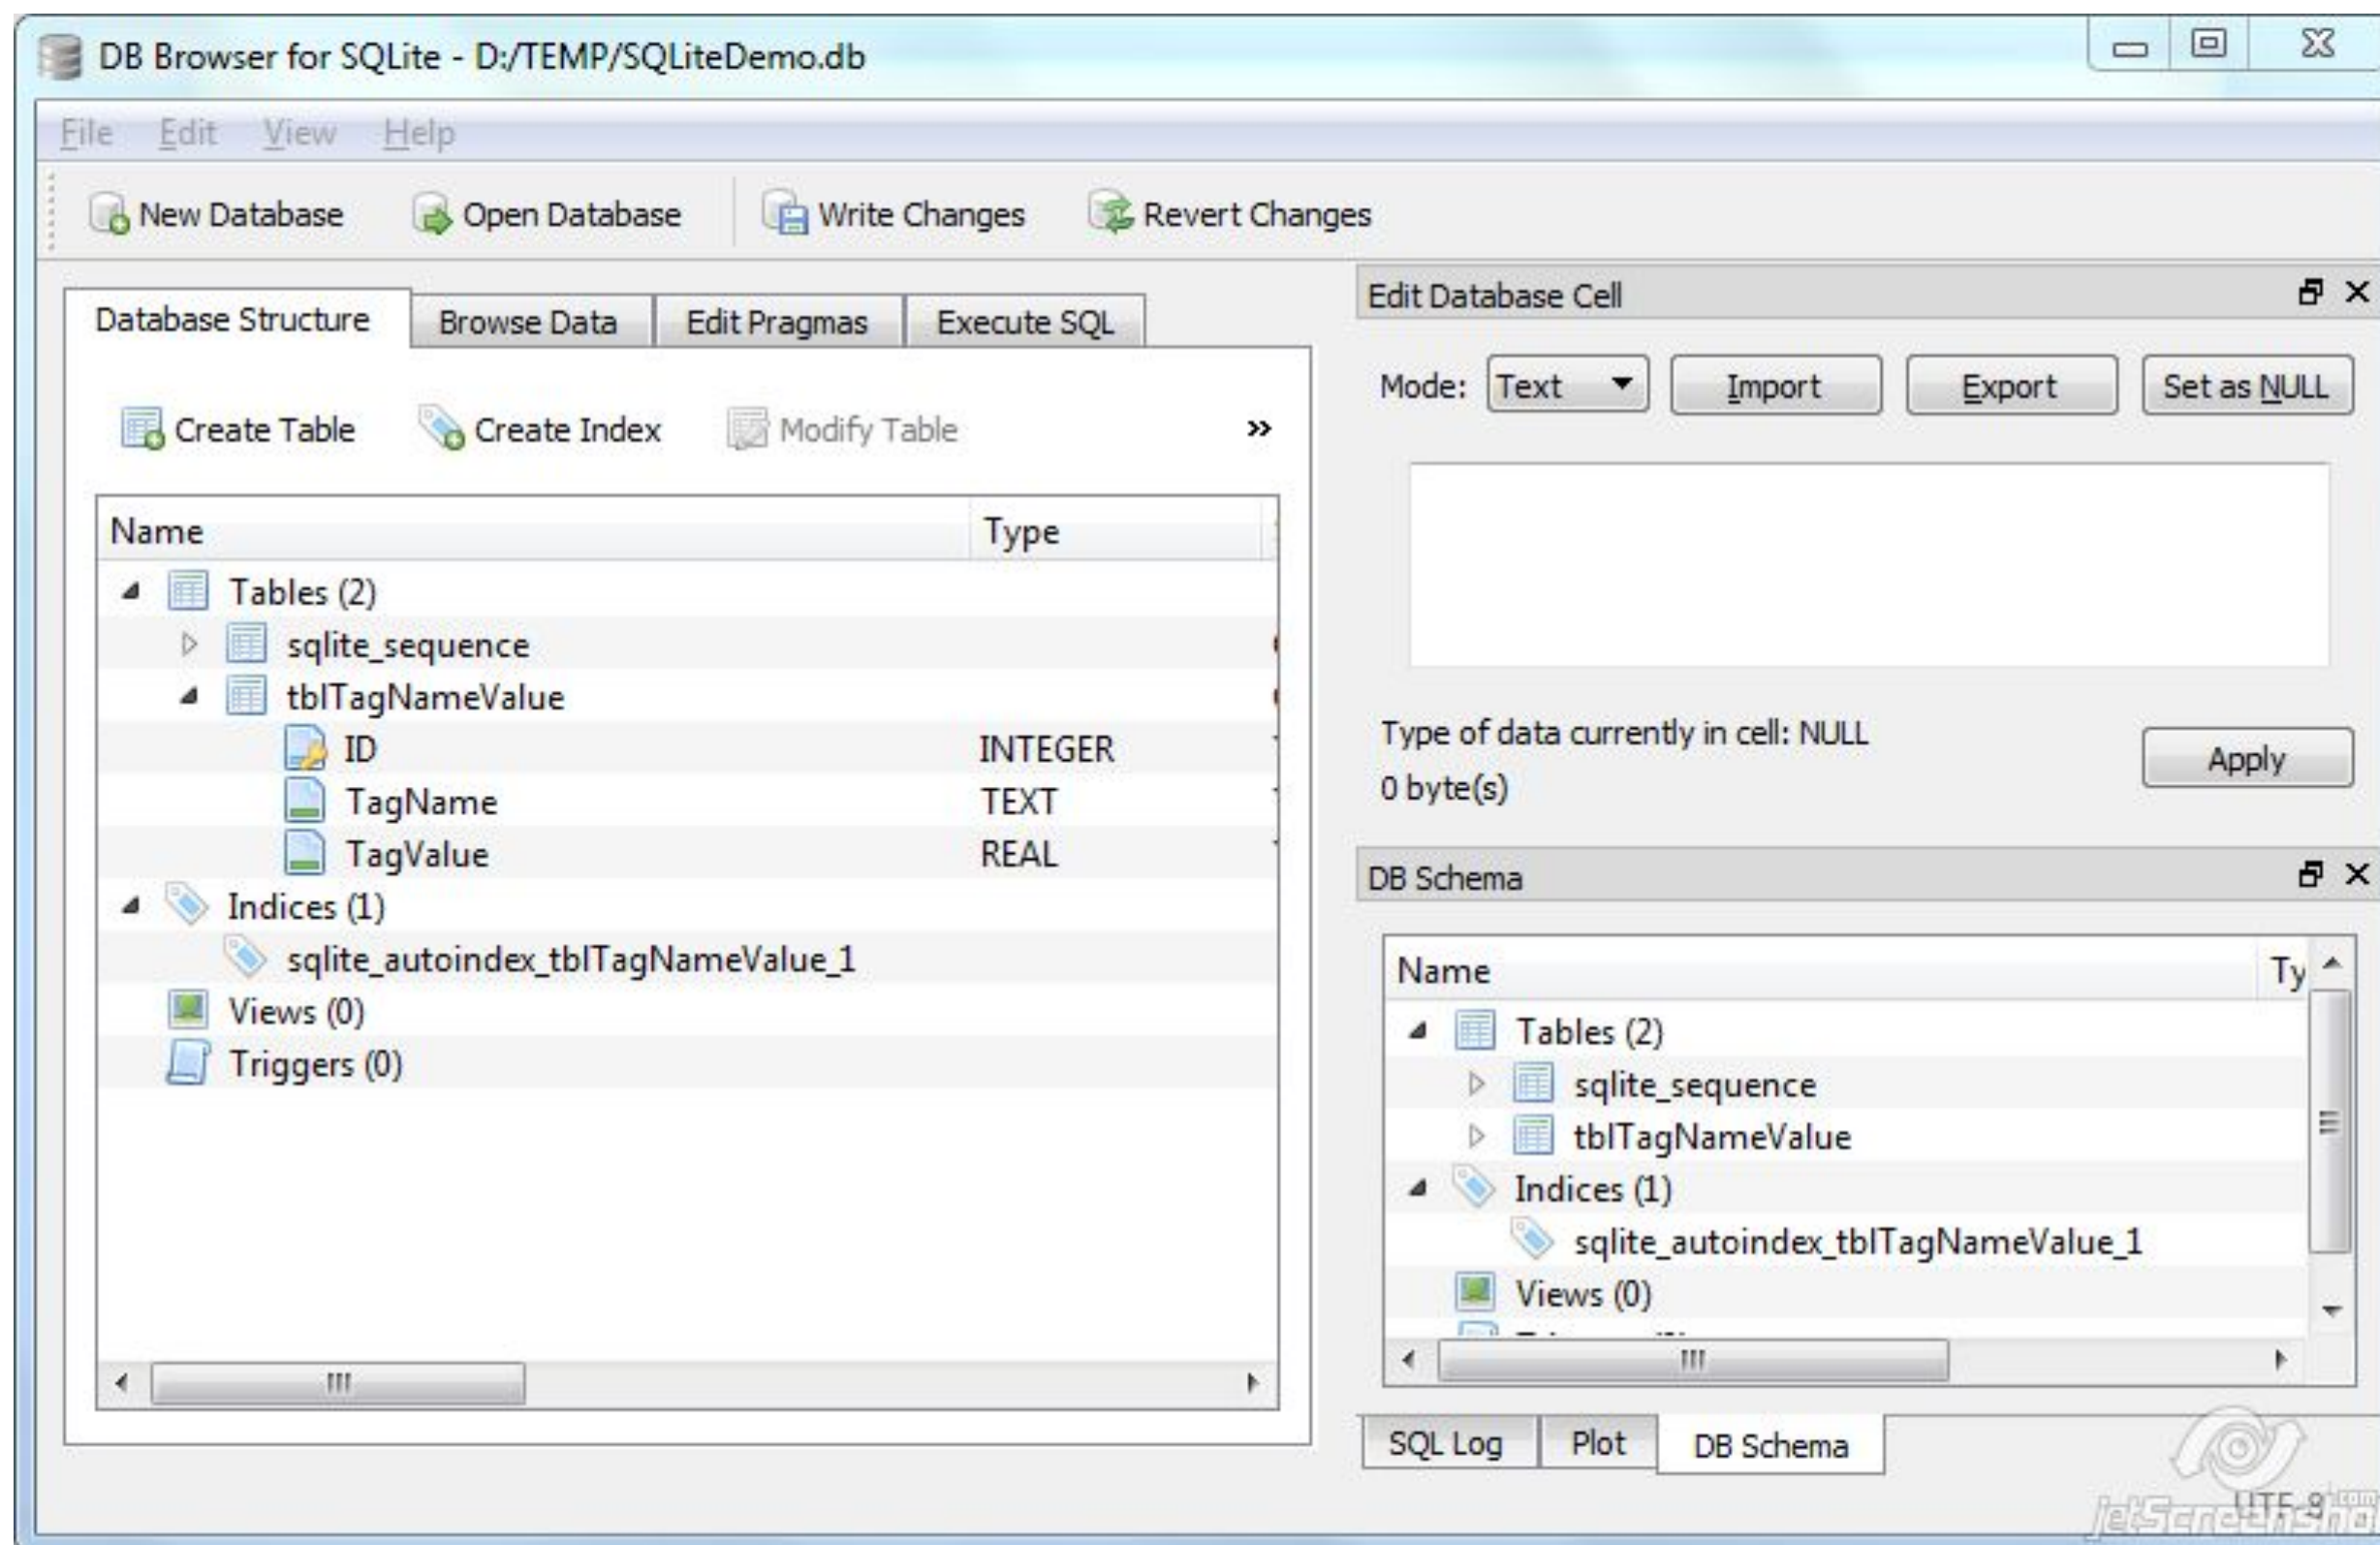 DB Browser for SQLite - D:/TEMP/SQLiteDemo.db
File Edit View Help
New Database Open Database Write Changes Revert Changes
Database Structure Browse Data Edit Pragmas Execute SQL
Create Table Create Index Modify Table »
Name Type
Tables (2)
sqlite_sequence
tblTagNameValue
ID INTEGER
TagName TEXT
TagValue REAL
Indices (1)
sqlite_autoindex_tblTagNameValue_1
Views (0)
Triggers (0)
Edit Database Cell
Mode: Text Import Export Set as NULL
Type of data currently in cell: NULL
0 byte(s)
Apply
DB Schema
Name Ty
Tables (2)
sqlite_sequence
tblTagNameValue
Indices (1)
sqlite_autoindex_tblTagNameValue_1
Views (0)
SQL Log Plot DB Schema
UTF-8